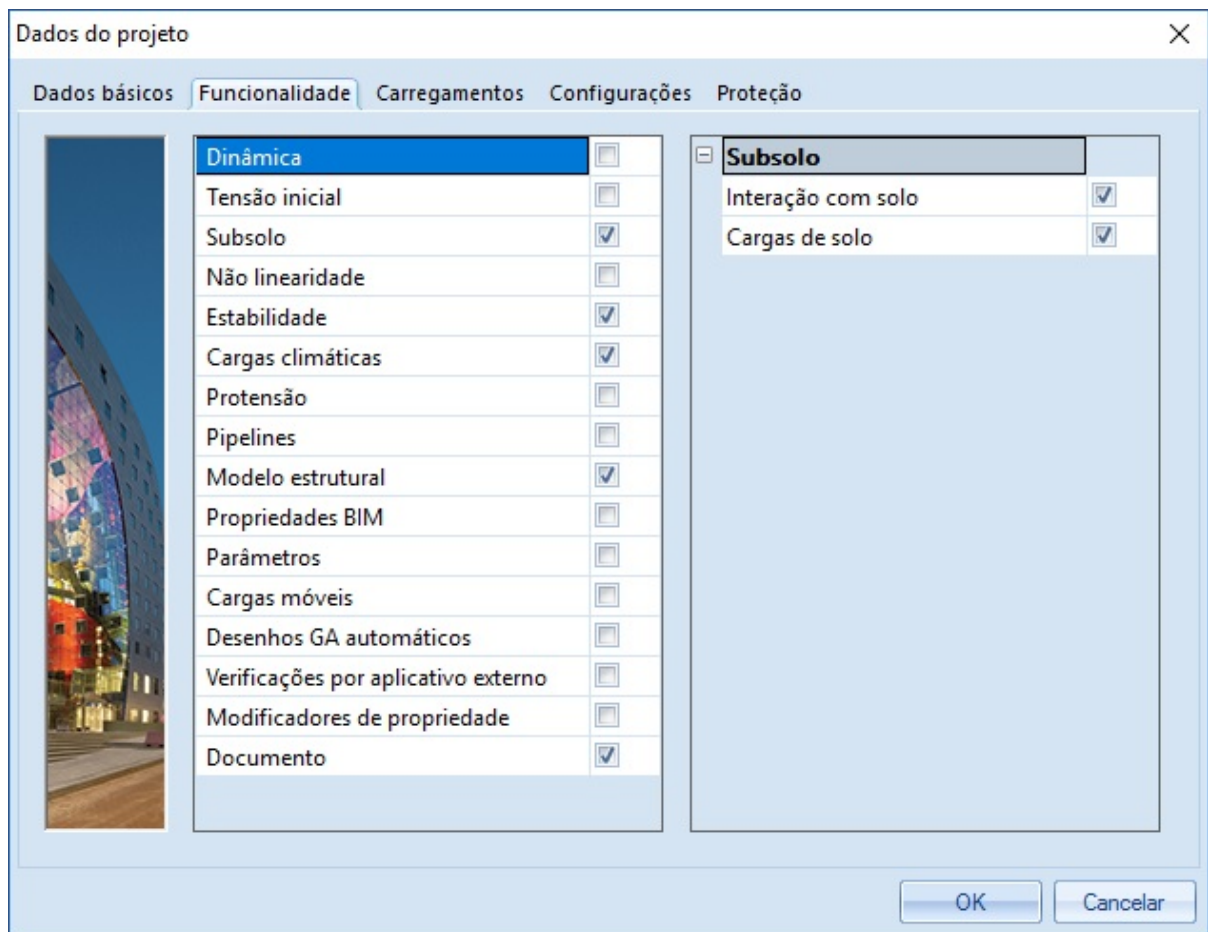 Dados do projeto
Dados básicos Funcionalidade Carregamentos Configurações Proteção
Dinâmica
Tensão inicial
Subsolo
Não linearidade
Estabilidade
Cargas climáticas
Protensão
Pipelines
Modelo estrutural
Propriedades BIM
Parâmetros
Cargas móveis
Desenhos GA automáticos
Verificações por aplicativo externo
Modificadores de propriedade
Documento
Subsolo
Interação com solo
Cargas de solo
OK Cancelar